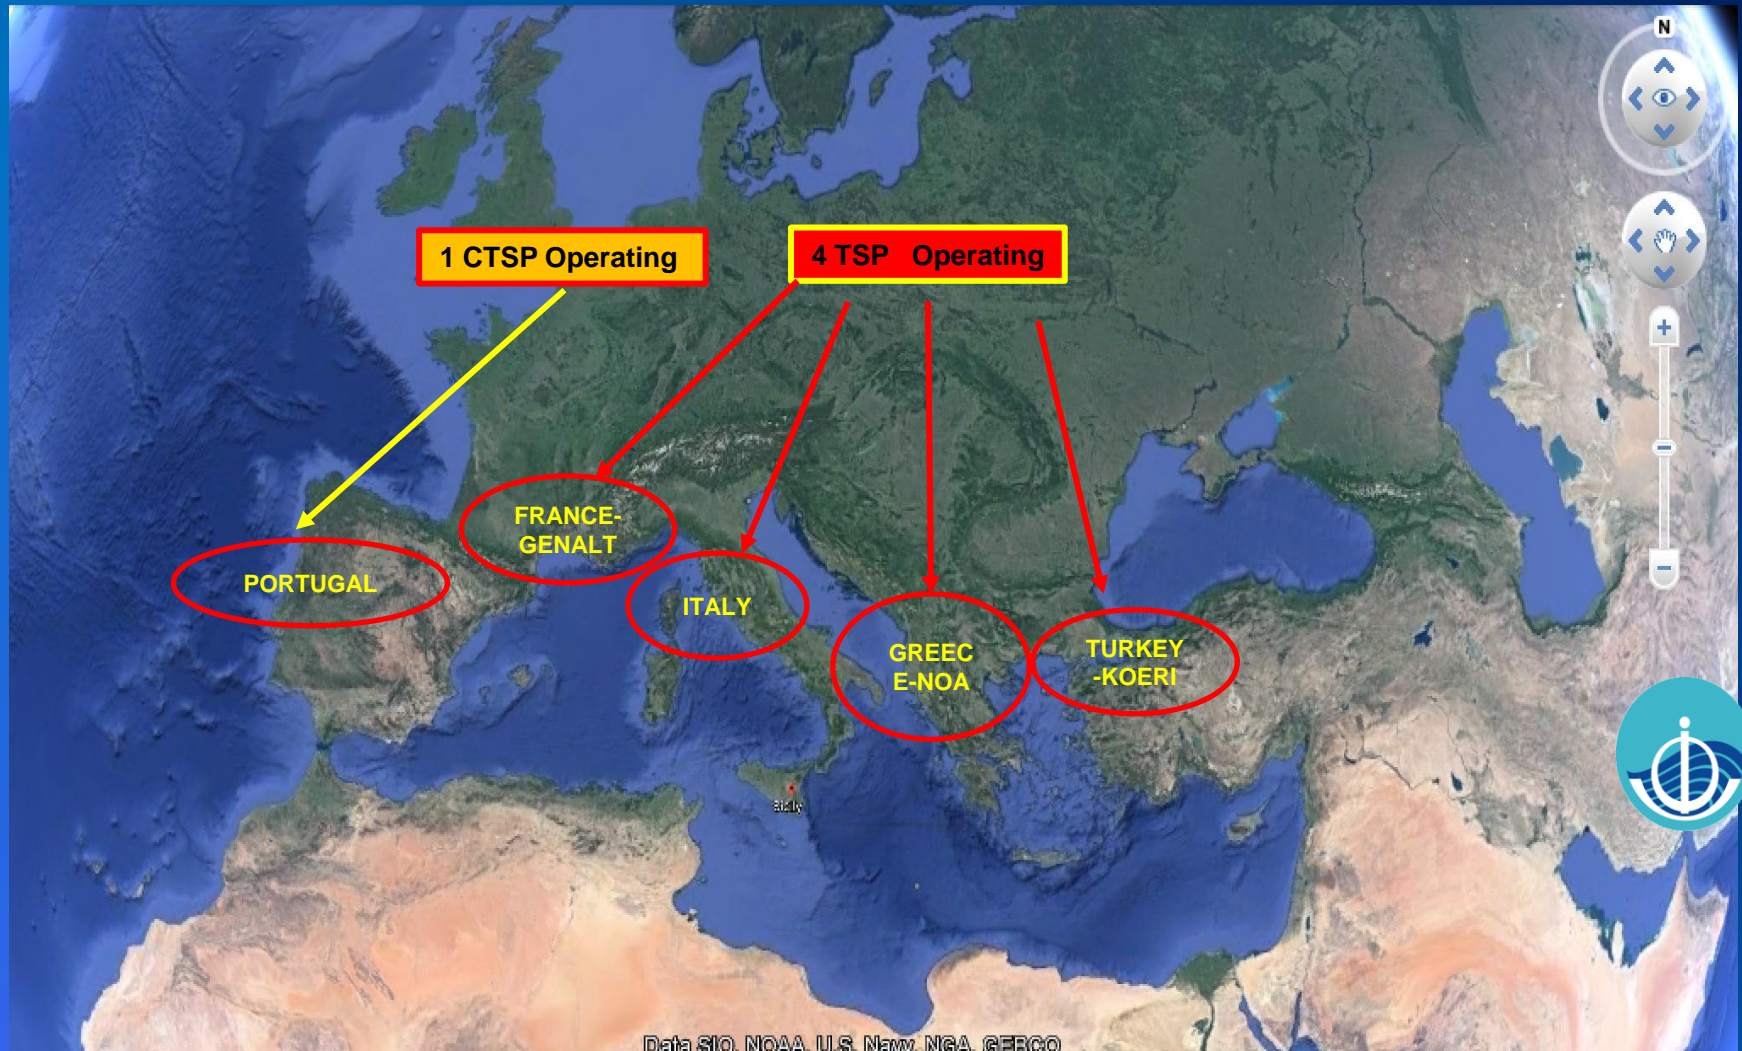 N
1 CTSP Operating
4 TSP Operating
FRANCE-
GENALT
PORTUGAL
ITALY
GREEC
E-NOA
TURKEY
-KOERI
Sicily
Data SIO, NOAA, U.S. Navy, NGA, GEBCO